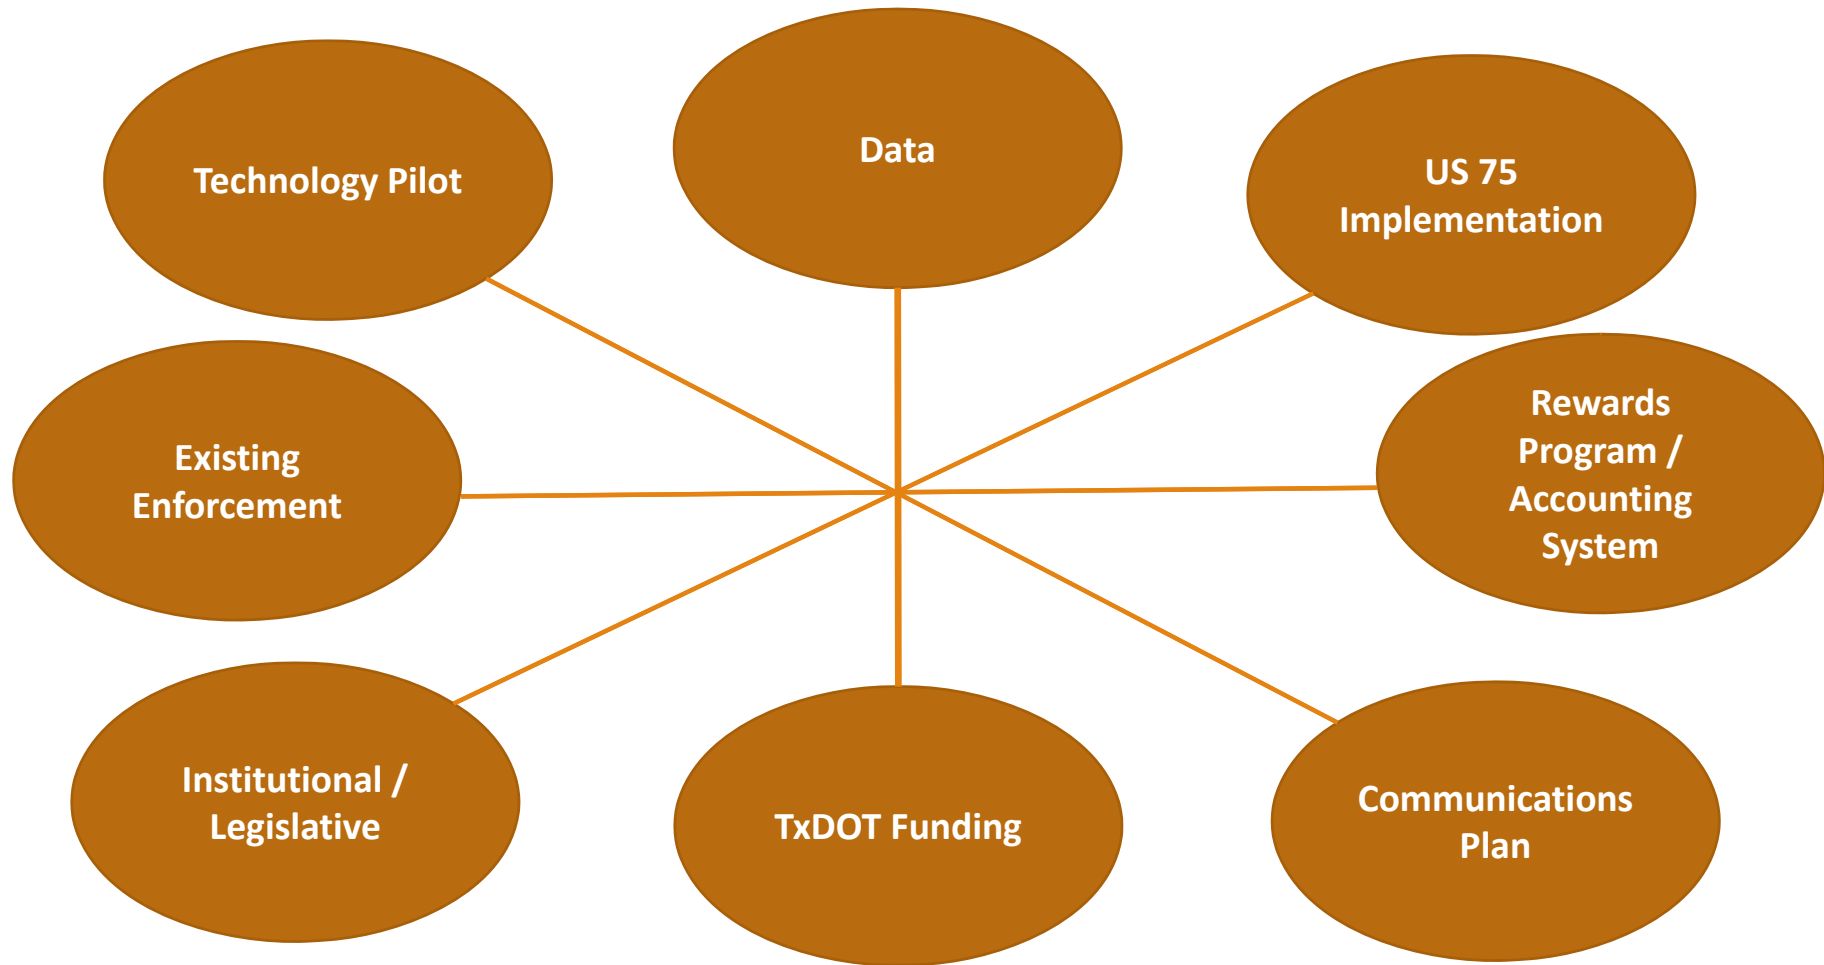 Technology Pilot
Data
US 75
Implementation
Existing
Enforcement
Rewards
Program /
Accounting
System
Institutional /
Legislative
TxDOT Funding
Communications
Plan